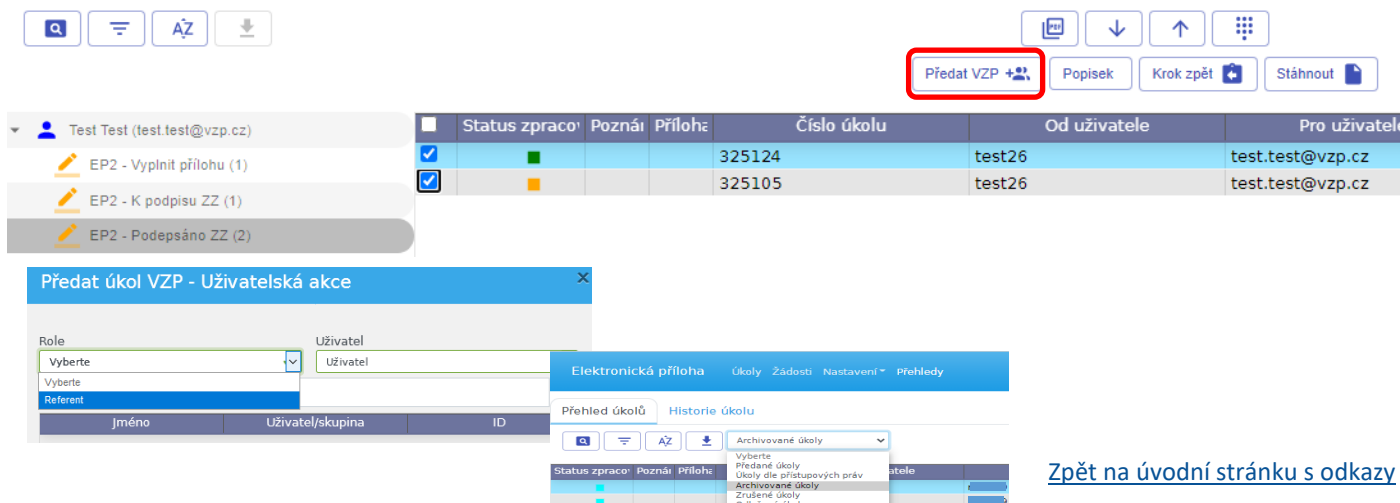 Předat VZP
Popisek
Krok zpět
Stáhnout
Test Test (test.test@vzp.cz)
EP2 - Vyplnit přílohu (1)
EP2 - K podpisu ZZ (1)
EP2 - Podepsáno ZZ (2)
Status zpraco Poznái Příloha Číslo úkolu Od uživatele Pro uživatele
325124 test26 test.test@vzp.cz
325105 test26 test.test@vzp.cz
Předat úkol VZP - Uživatelská akce
Role Uživatel
Vyberte Uživatel
Vyberte
Referent
Jméno Uživatel/skupina ID
Elektronická příloha Úkoly Žádosti Nastavení Přehledy
Přehled úkolů Historie úkolu
AZ Archivované úkoly
Vyberte
Předané úkoly
Úkoly dle přístupových práv
Archivované úkoly
Zrušené úkoly
Status zpraco Poznái Příloha atele
Zpět na úvodní stránku s odkazy